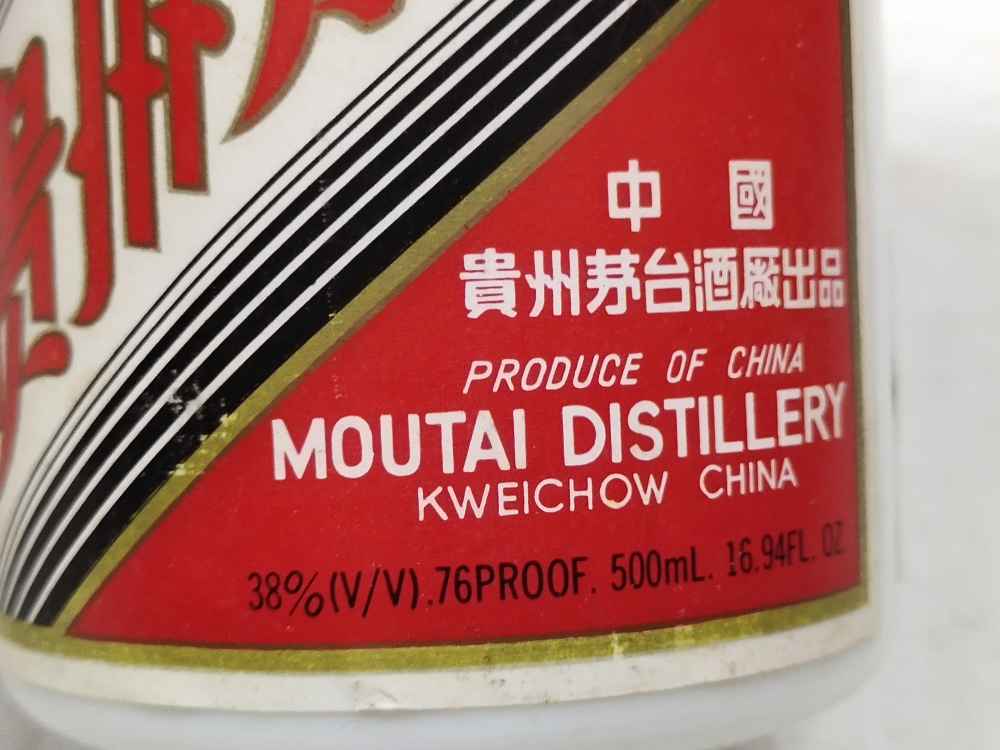 中國
貴州茅台酒廠出品
PRODUCE OF CHINA
MOUTAI DISTILLERY
KWEICHOW CHINA
38%(V/V).76PROOF. 500mL. 16.94FL. OZ